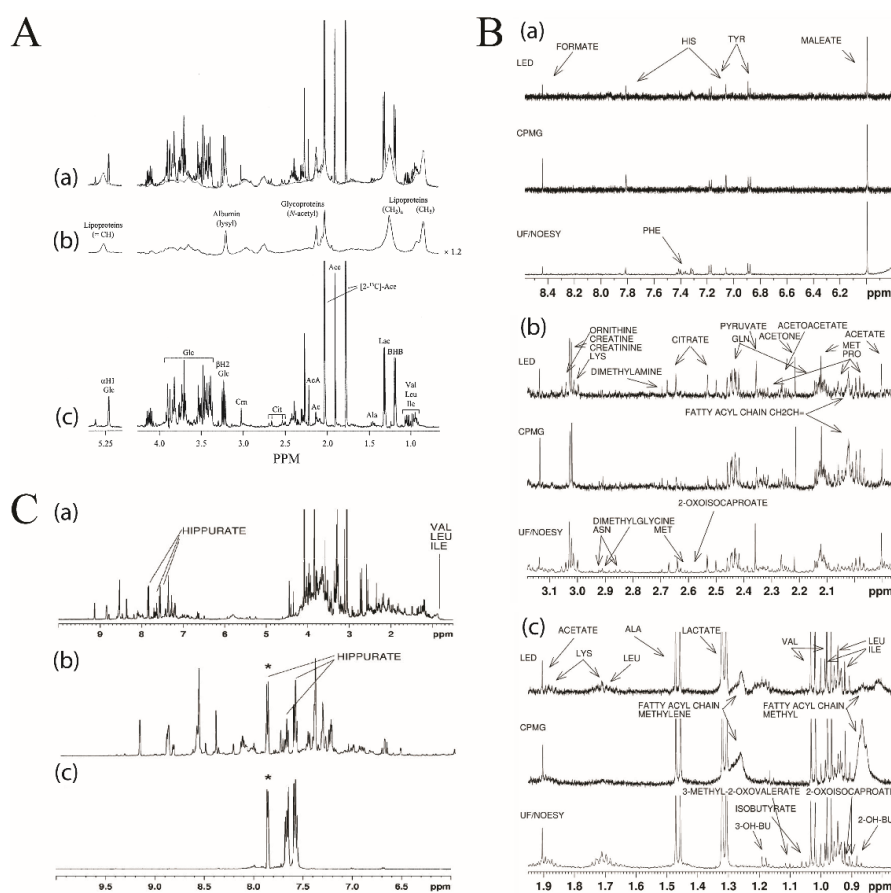 A
(a)
(b)
Lipoproteins
(= CH)
Albumin
(lysyl)
Glycoproteins
(N-acetyl)
Lipoproteins
(CH₂)ₙ
(CH₃)
× 1.2
Ace
[2-¹³C]-Ace
Glc
βH2
Glc
αH1
Glc
Lac
BHB
AcA
Val
Leu
Ile
Crn
Cit
Ac
Ala
(c)
5.25 4.0 3.0 2.5 2.0 1.5 1.0
PPM
B
(a)
FORMATE
HIS
TYR
MALEATE
LED
CPMG
UF/NOESY
PHE
8.4 8.2 8.0 7.8 7.6 7.4 7.2 7.0 6.8 6.6 6.4 6.2 ppm
(b)
LED
ORNITHINE
CREATINE
CREATININE
LYS
DIMETHYLAMINE
CITRATE
PYRUVATE
GLN
ACETOACETATE
ACETONE
ACETATE
MET
PRO
FATTY ACYL CHAIN CH2CH=
CPMG
2-OXOISOCAPROATE
UF/NOESY
DIMETHYLGLYCINE
ASN
MET
3.1 3.0 2.9 2.8 2.7 2.6 2.5 2.4 2.3 2.2 2.1 ppm
(c)
ACETATE
ALA
LACTATE
VAL
LEU
ILE
LED
LYS
LEU
FATTY ACYL CHAIN
METHYLENE
FATTY ACYL CHAIN
METHYL
CPMG
3-METHYL-2-OXOVALERATE
2-OXOISOCAPROATE
ISOBUTYRATE
UF/NOESY
3-OH-BU
2-OH-BU
1.9 1.8 1.7 1.6 1.5 1.4 1.3 1.2 1.1 1.0 0.9 ppm
C
(a)
HIPPURATE
VAL
LEU
ILE
9 8 7 6 5 4 3 2 1 ppm
(b)
*
HIPPURATE
(c)
*
9.5 9.0 8.5 8.0 7.5 7.0 6.5 ppm